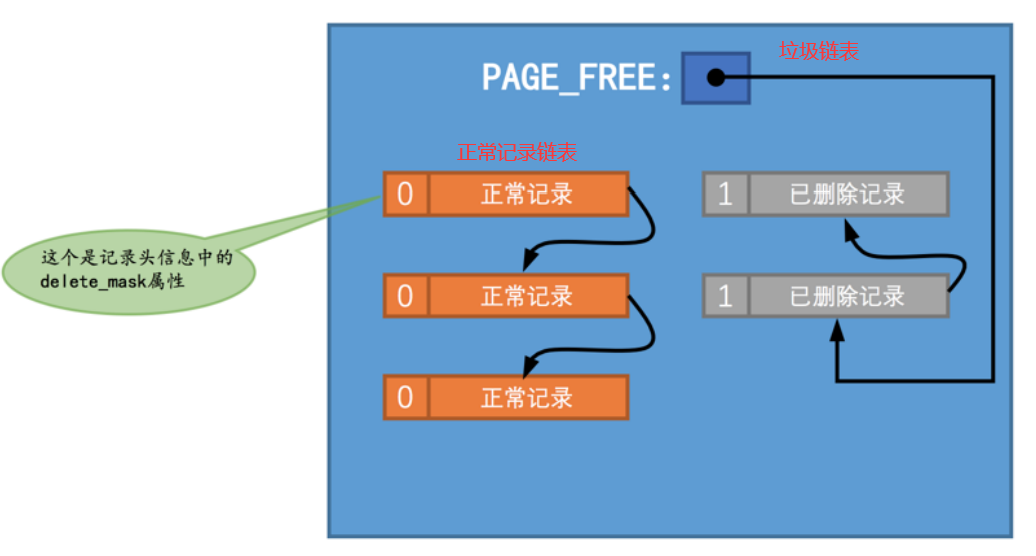 PAGE_FREE:
垃圾链表
正常记录链表
0 正常记录
1 已删除记录
这个是记录头信息中的
delete_mask属性
0 正常记录
1 已删除记录
0 正常记录